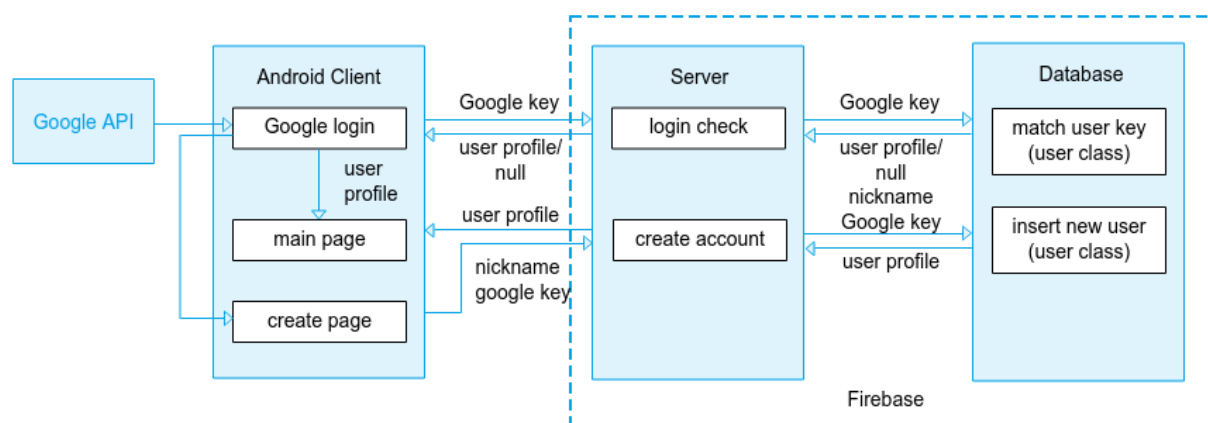 Google API
Android Client
Google login
user
profile
main page
create page
Google key
user profile/
null
user profile
nickname
google key
Server
login check
create account
Google key
user profile/
null
nickname
Google key
user profile
Database
match user key
(user class)
insert new user
(user class)
Firebase